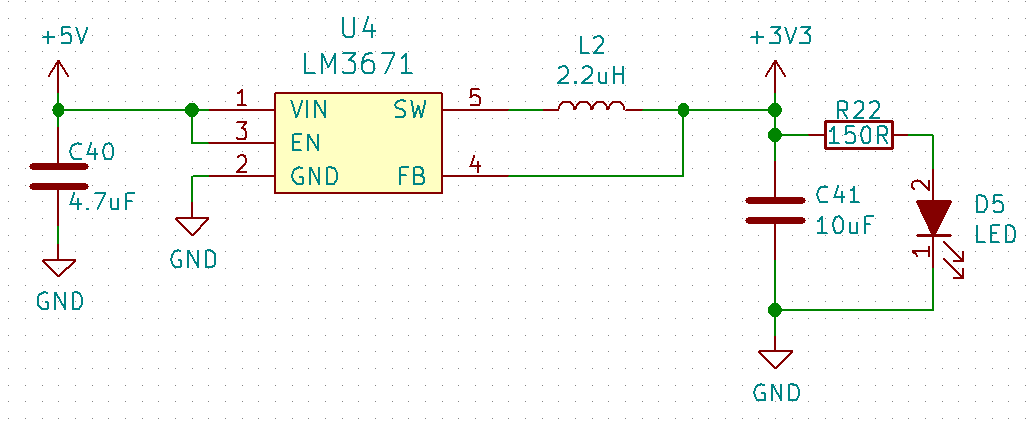 +5V
U4
LM3671
L2
2.2uH
+3V3
1
VIN
SW
5
3
EN
2
GND
FB
4
C40
4.7uF
GND
GND
R22
150R
C41
10uF
2
D5
LED
1
GND